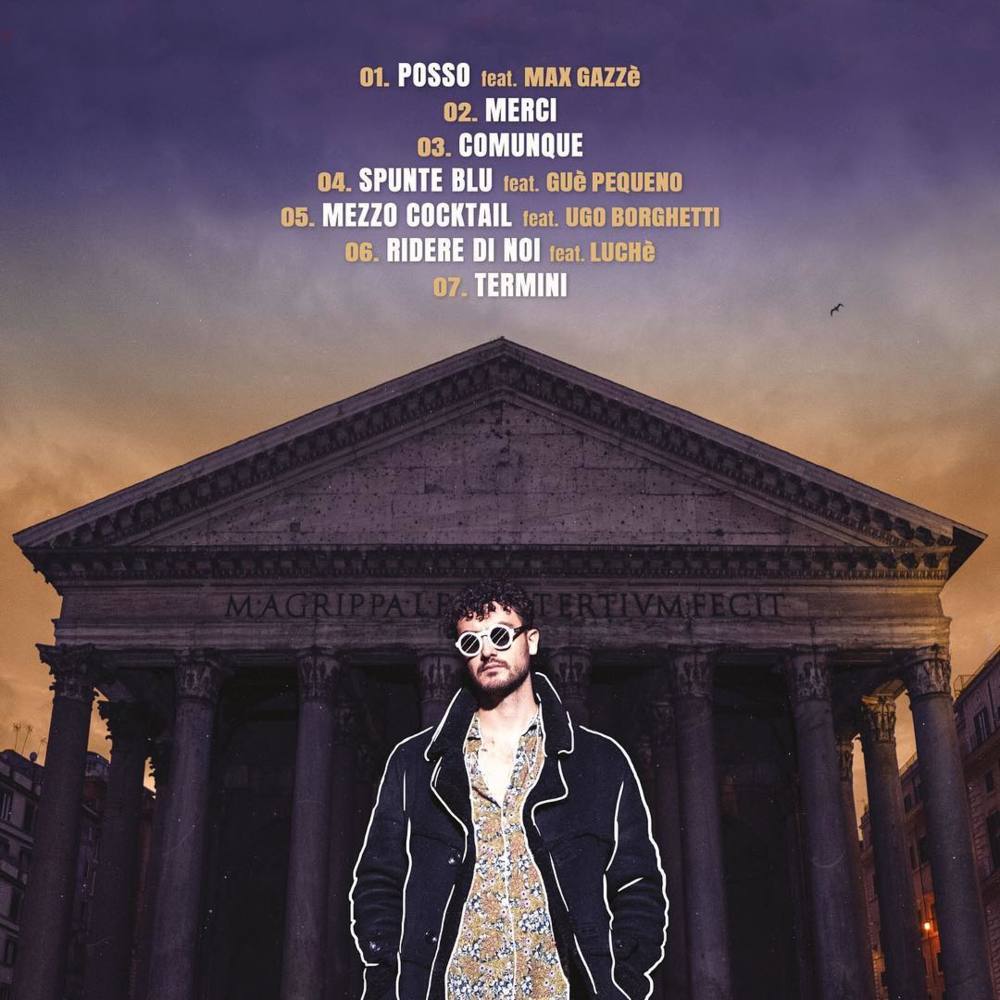 01. POSSO feat. MAX GAZZè
02. MERCI
03. COMUNQUE
04. SPUNTE BLU feat. GUè PEQUENO
05. MEZZO COCKTAIL feat. UGO BORGHETTI
06. RIDERE DI NOI feat. LUCHè
07. TERMINI
M·AGRIPPA·L·F TERTIVM·FECIT